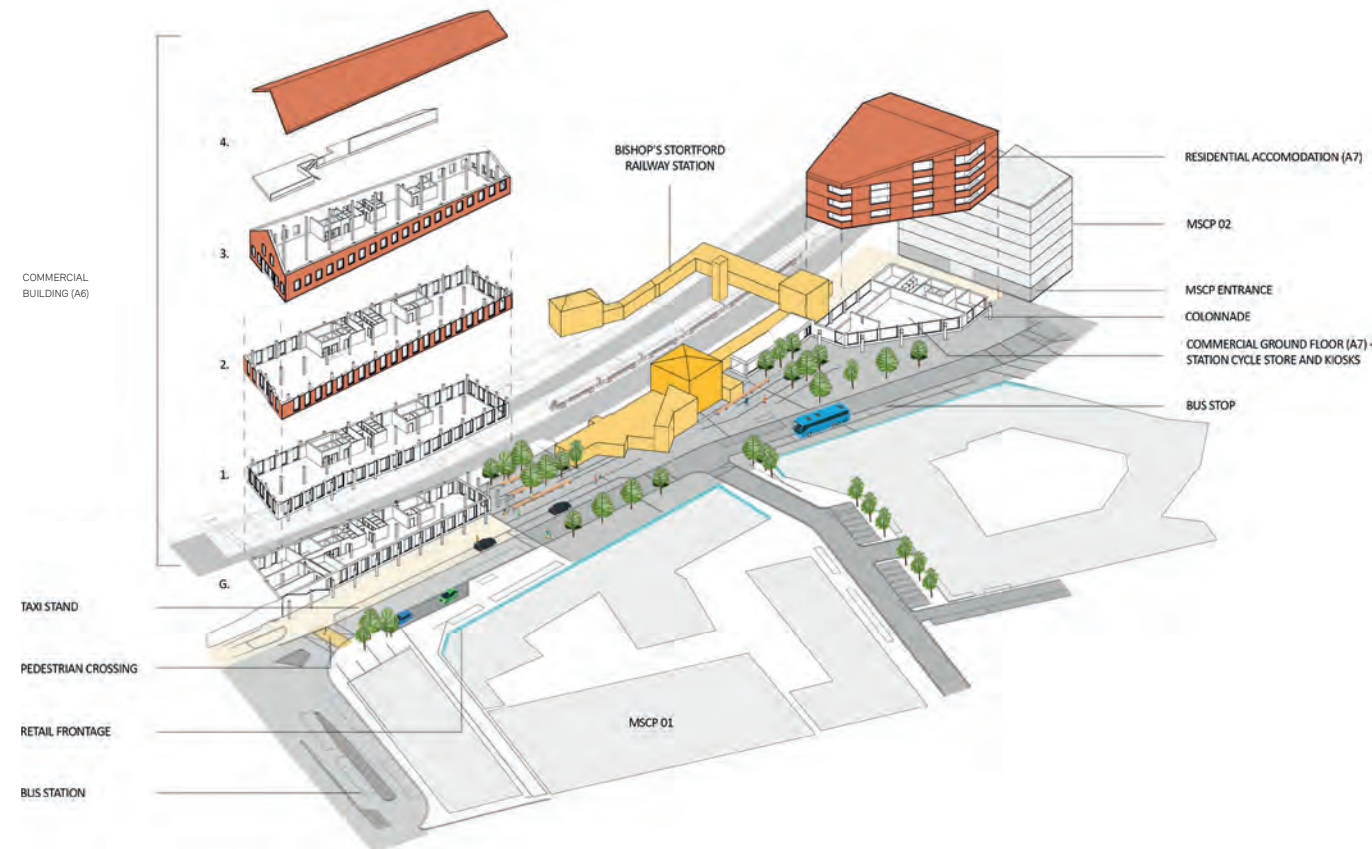 4.
3.
COMMERCIAL
BUILDING (A6)
2.
1.
G.
TAXI STAND
PEDESTRIAN CROSSING
RETAIL FRONTAGE
BUS STATION
BISHOP'S STORTFORD
RAILWAY STATION
MSCP 01
RESIDENTIAL ACCOMODATION (A7)
MSCP 02
MSCP ENTRANCE
COLONNADE
COMMERCIAL GROUND FLOOR (A7) -
STATION CYCLE STORE AND KIOSKS
BUS STOP